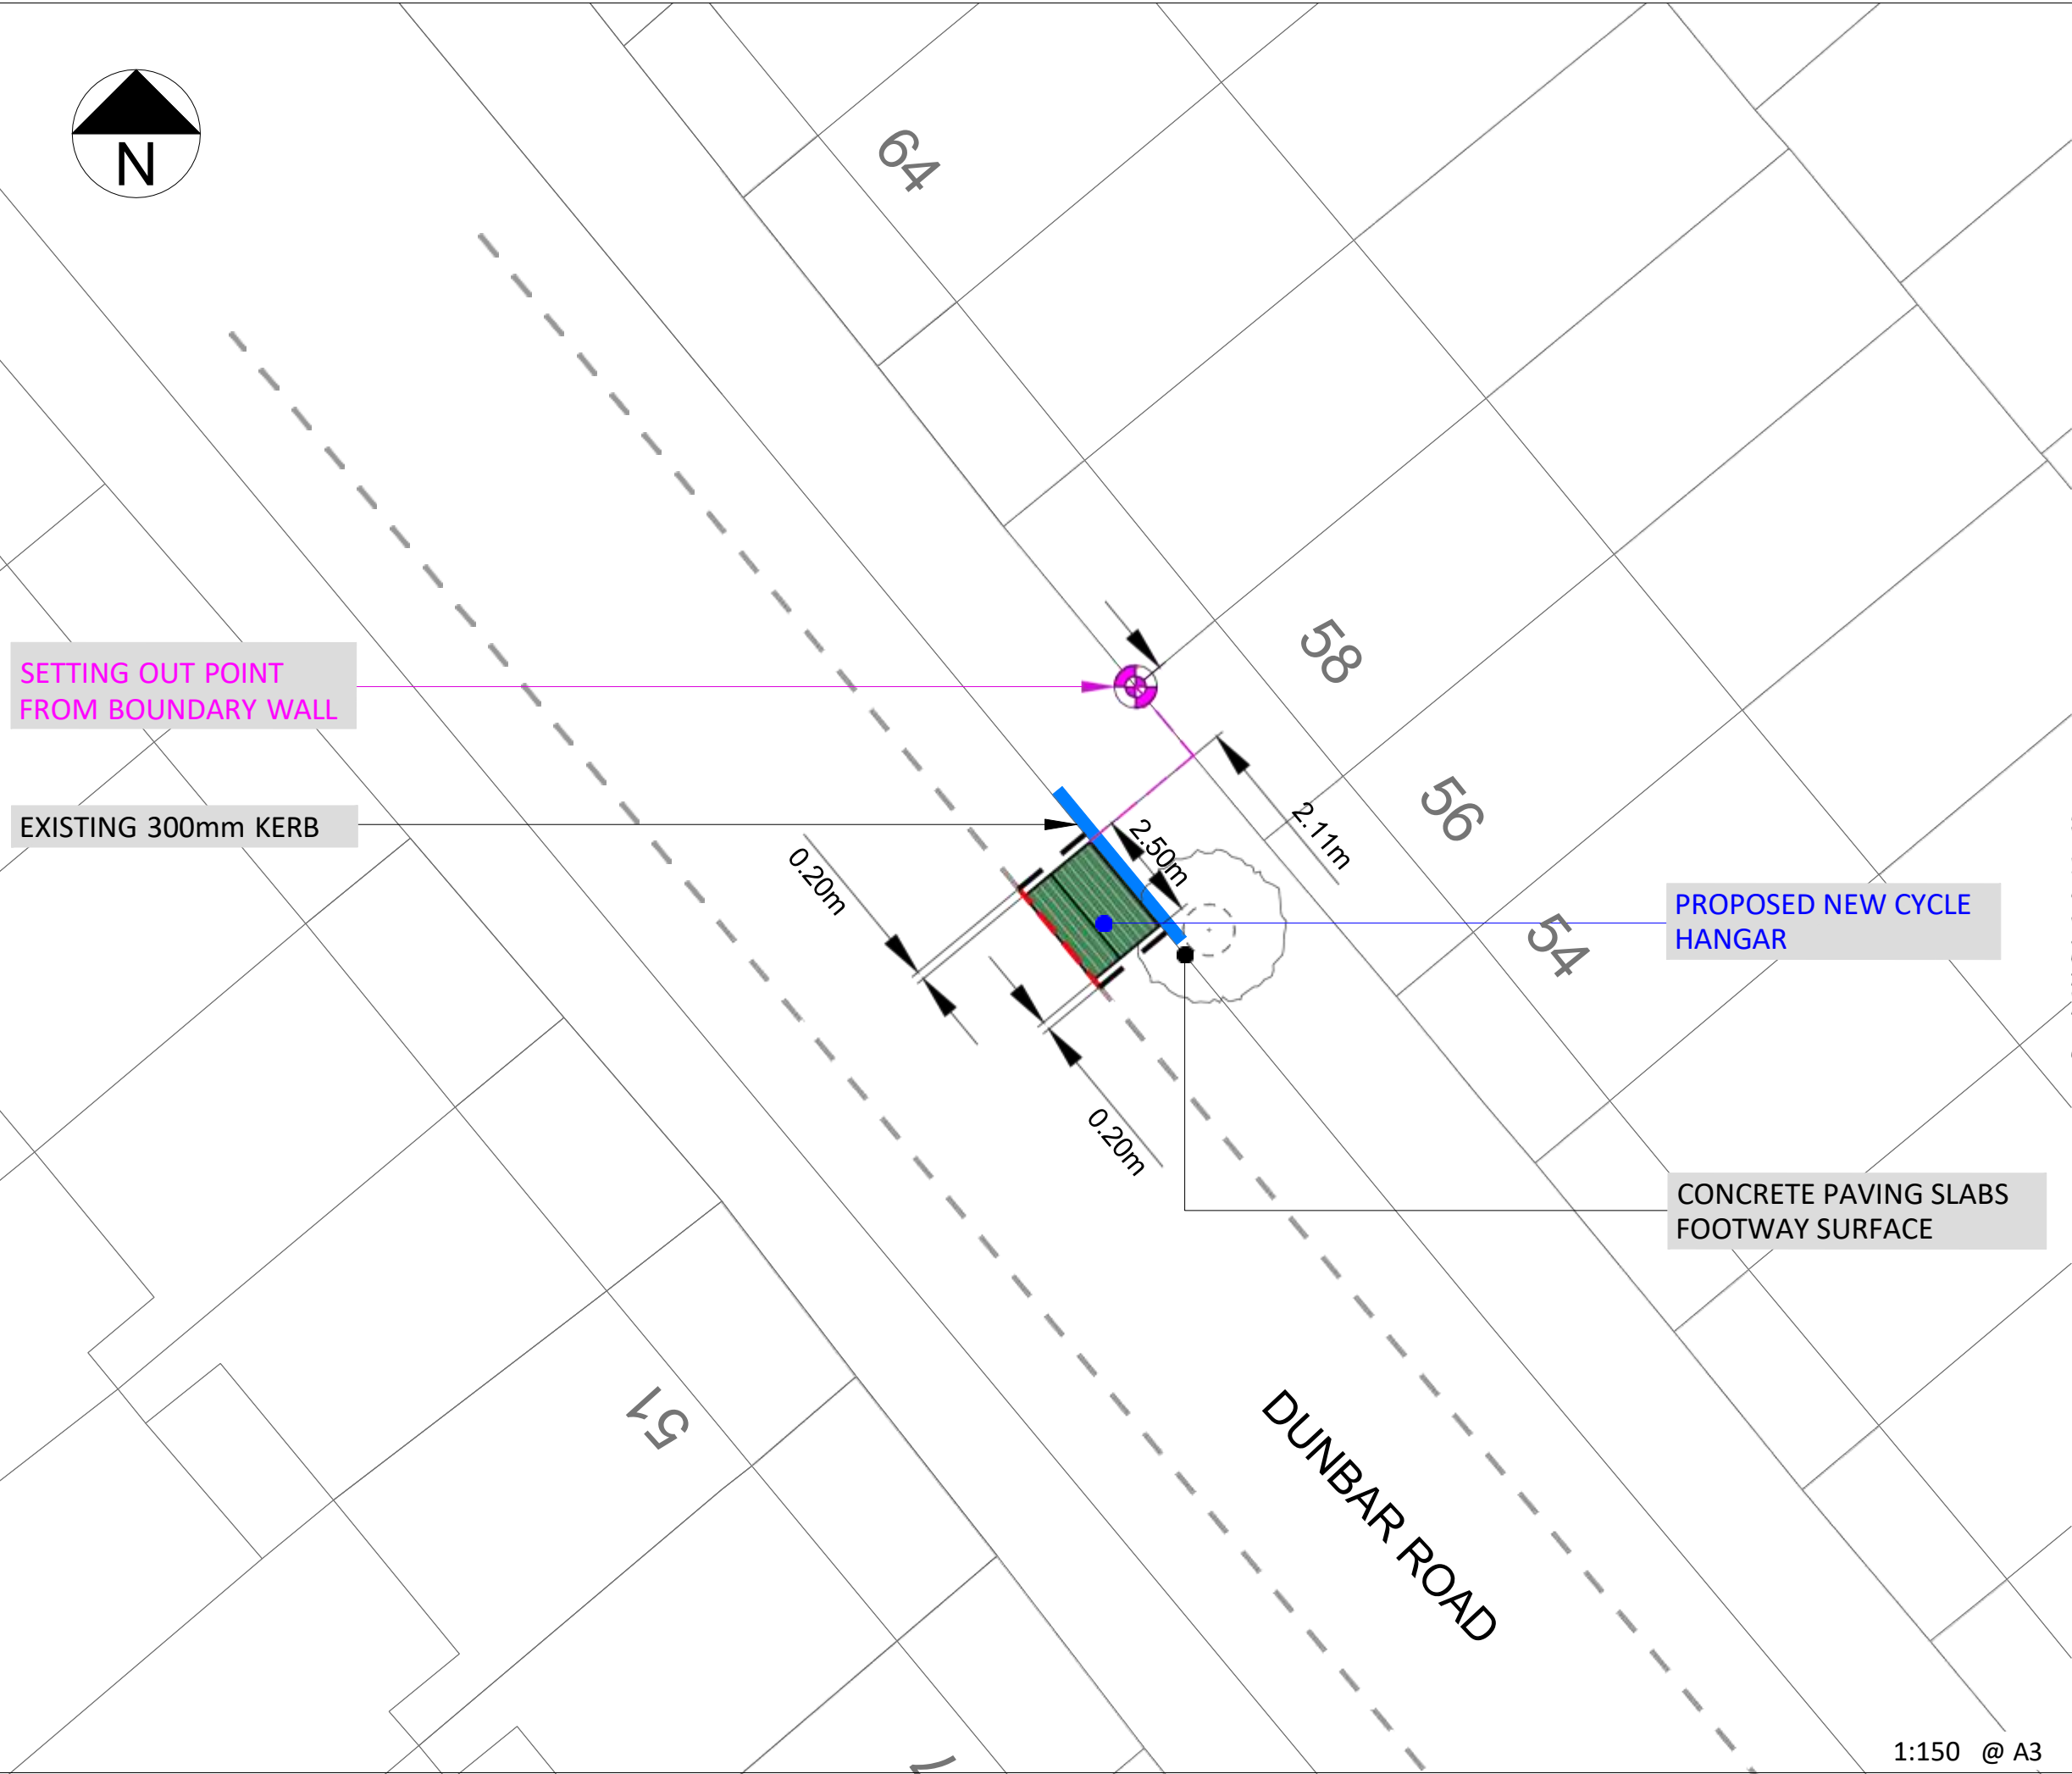 N
64
58
SETTING OUT POINT
FROM BOUNDARY WALL
EXISTING 300mm KERB
2.11m
2.50m
0.20m
56
PROPOSED NEW CYCLE
HANGAR
54
0.20m
CONCRETE PAVING SLABS
FOOTWAY SURFACE
51
DUNBAR ROAD
1:150 @ A3